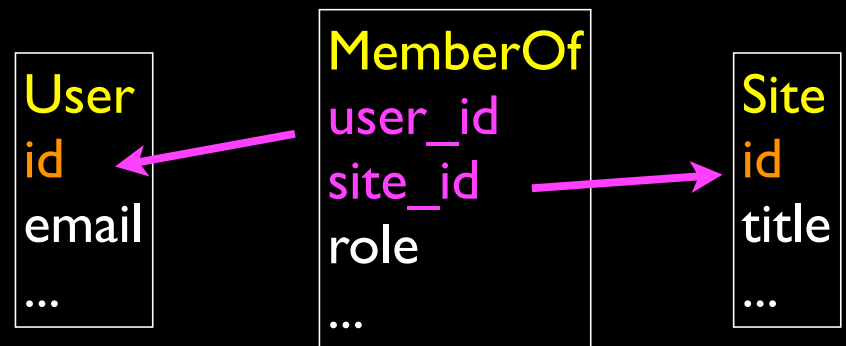 User
id
email
...
MemberOf
user_id
site_id
role
...
Site
id
title
...